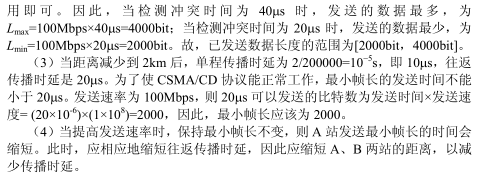 用即可。因此，当检测冲突时间为 40μs 时，发送的数据最多，为
Lmax=100Mbps×40μs=4000bit；当检测冲突时间为 20μs 时，发送的数据最少，为
Lmin=100Mbps×20μs=2000bit。故，已发送数据长度的范围为[2000bit，4000bit]。
（3）当距离减少到 2km 后，单程传播时延为 2/200000=10⁻⁵s，即 10μs，往返
传播时延是 20μs。为了使 CSMA/CD 协议能正常工作，最小帧长的发送时间不能
小于 20μs。发送速率为 100Mbps，则 20μs 可以发送的比特数为发送时间×发送速
度= (20×10⁻⁶)×(1×10⁸)=2000，因此，最小帧长应该为 2000。
（4）当提高发送速率时，保持最小帧长不变，则 A 站发送最小帧长的时间会
缩短。此时，应相应地缩短往返传播时延，因此应缩短 A、B 两站的距离，以减
少传播时延。